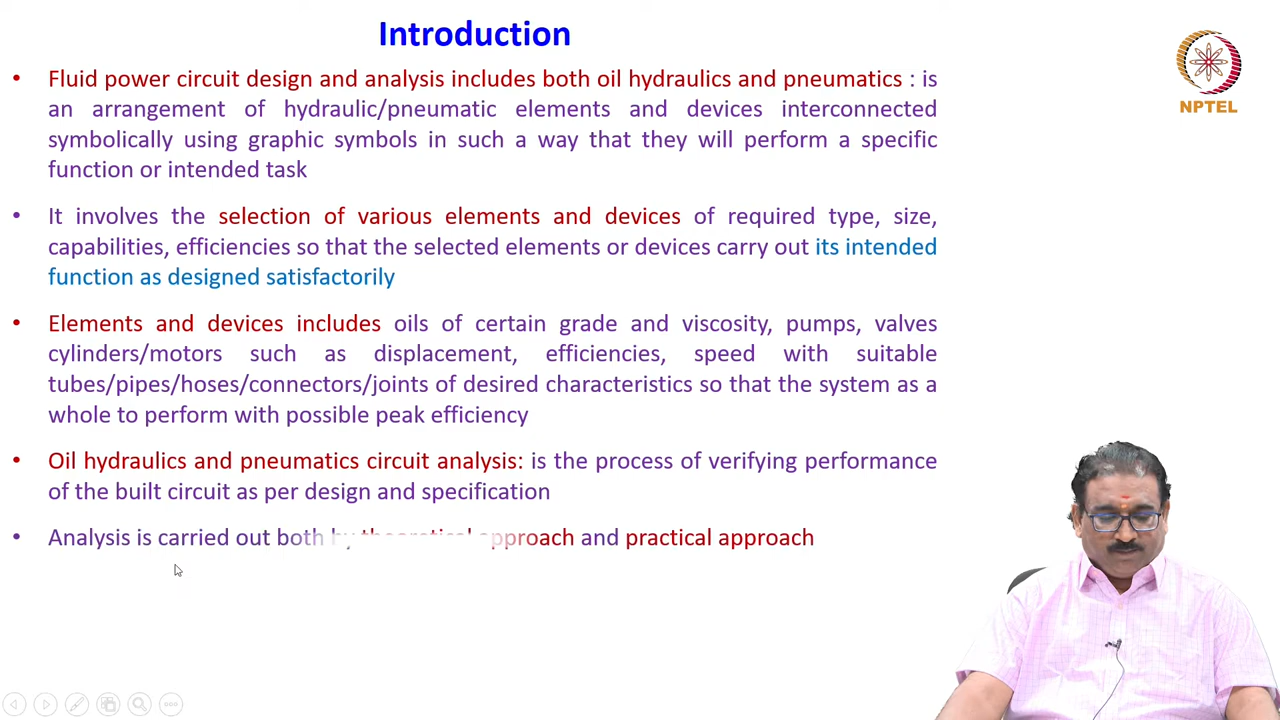 Introduction
• Fluid power circuit design and analysis includes both oil hydraulics and pneumatics : is
an arrangement of hydraulic/pneumatic elements and devices interconnected
symbolically using graphic symbols in such a way that they will perform a specific
function or intended task
• It involves the selection of various elements and devices of required type, size,
capabilities, efficiencies so that the selected elements or devices carry out its intended
function as designed satisfactorily
• Elements and devices includes oils of certain grade and viscosity, pumps, valves
cylinders/motors such as displacement, efficiencies, speed with suitable
tubes/pipes/hoses/connectors/joints of desired characteristics so that the system as a
whole to perform with possible peak efficiency
• Oil hydraulics and pneumatics circuit analysis: is the process of verifying performance
of the built circuit as per design and specification
• Analysis is carried out both by theoretical approach and practical approach
NPTEL